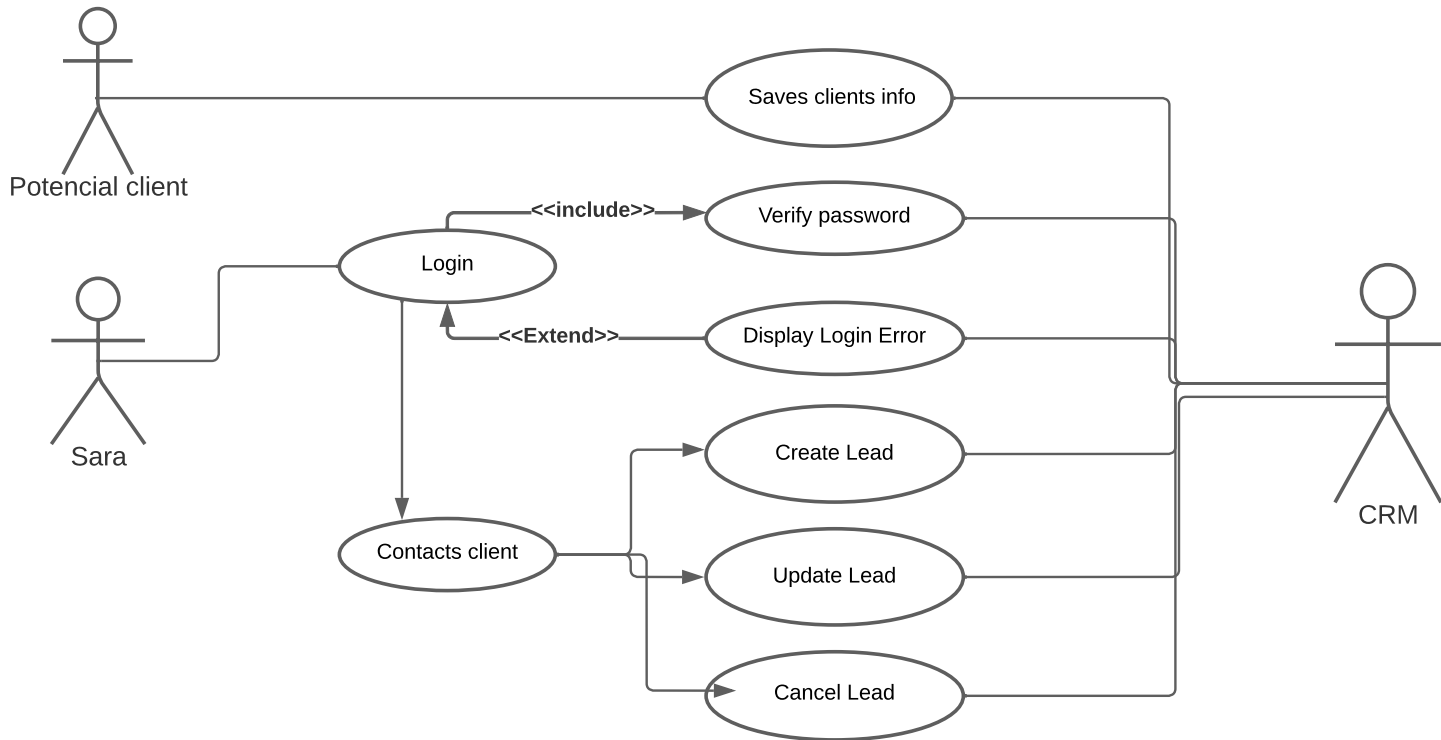 Saves clients info
Potencial client
<<include>>
Verify password
Login
<<Extend>>
Display Login Error
Sara
Create Lead
CRM
Contacts client
Update Lead
Cancel Lead